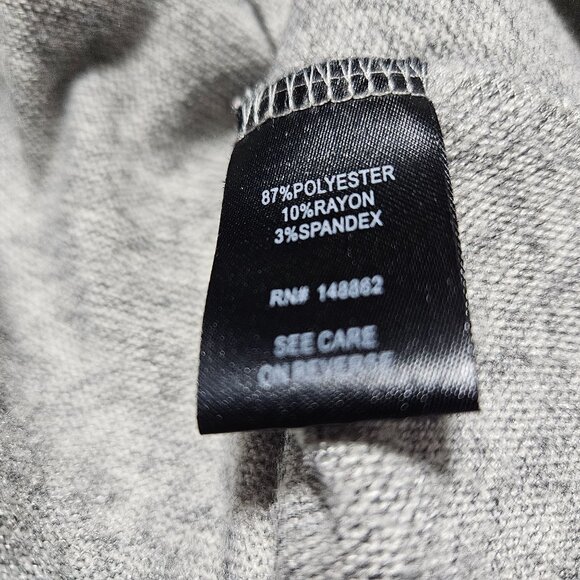 87%POLYESTER
10%RAYON
3%SPANDEX
RN# 148862
SEE CARE
ON REVERSE